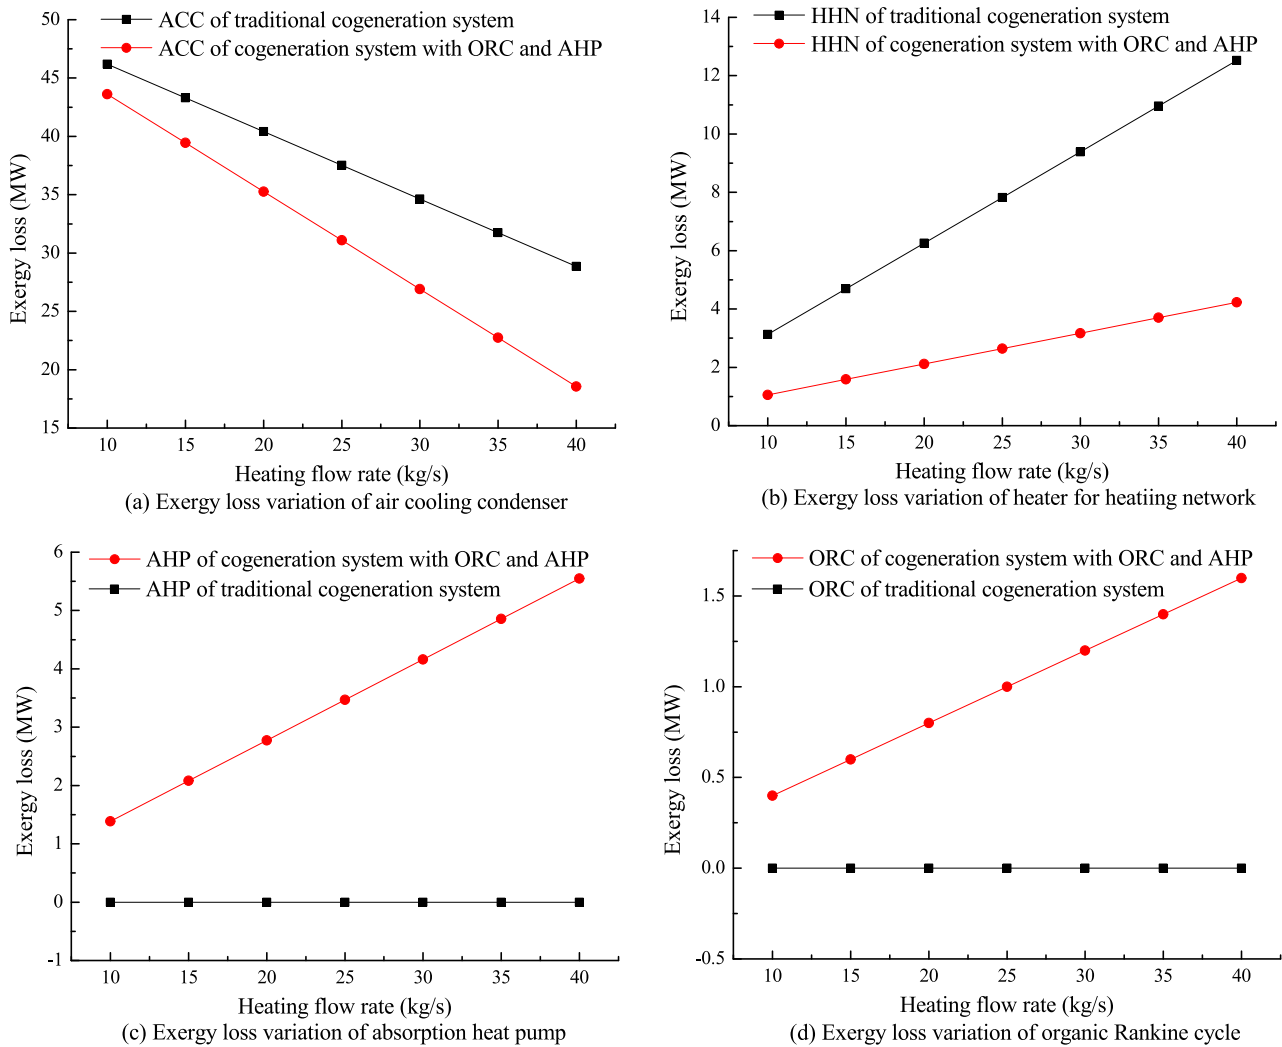 ACC of traditional cogeneration system
ACC of cogeneration system with ORC and AHP
50
45
40
35
30
25
20
15
Exergy loss (MW)
10 15 20 25 30 35 40
Heating flow rate (kg/s)
(a) Exergy loss variation of air cooling condenser
HHN of traditional cogeneration system
HHN of cogeneration system with ORC and AHP
14
12
10
8
6
4
2
0
Exergy loss (MW)
10 15 20 25 30 35 40
Heating flow rate (kg/s)
(b) Exergy loss variation of heater for heatiing network
AHP of cogeneration system with ORC and AHP
AHP of traditional cogeneration system
6
5
4
3
2
1
0
-1
Exergy loss (MW)
10 15 20 25 30 35 40
Heating flow rate (kg/s)
(c) Exergy loss variation of absorption heat pump
ORC of cogeneration system with ORC and AHP
ORC of traditional cogeneration system
1.5
1.0
0.5
0.0
-0.5
Exergy loss (MW)
10 15 20 25 30 35 40
Heating flow rate (kg/s)
(d) Exergy loss variation of organic Rankine cycle